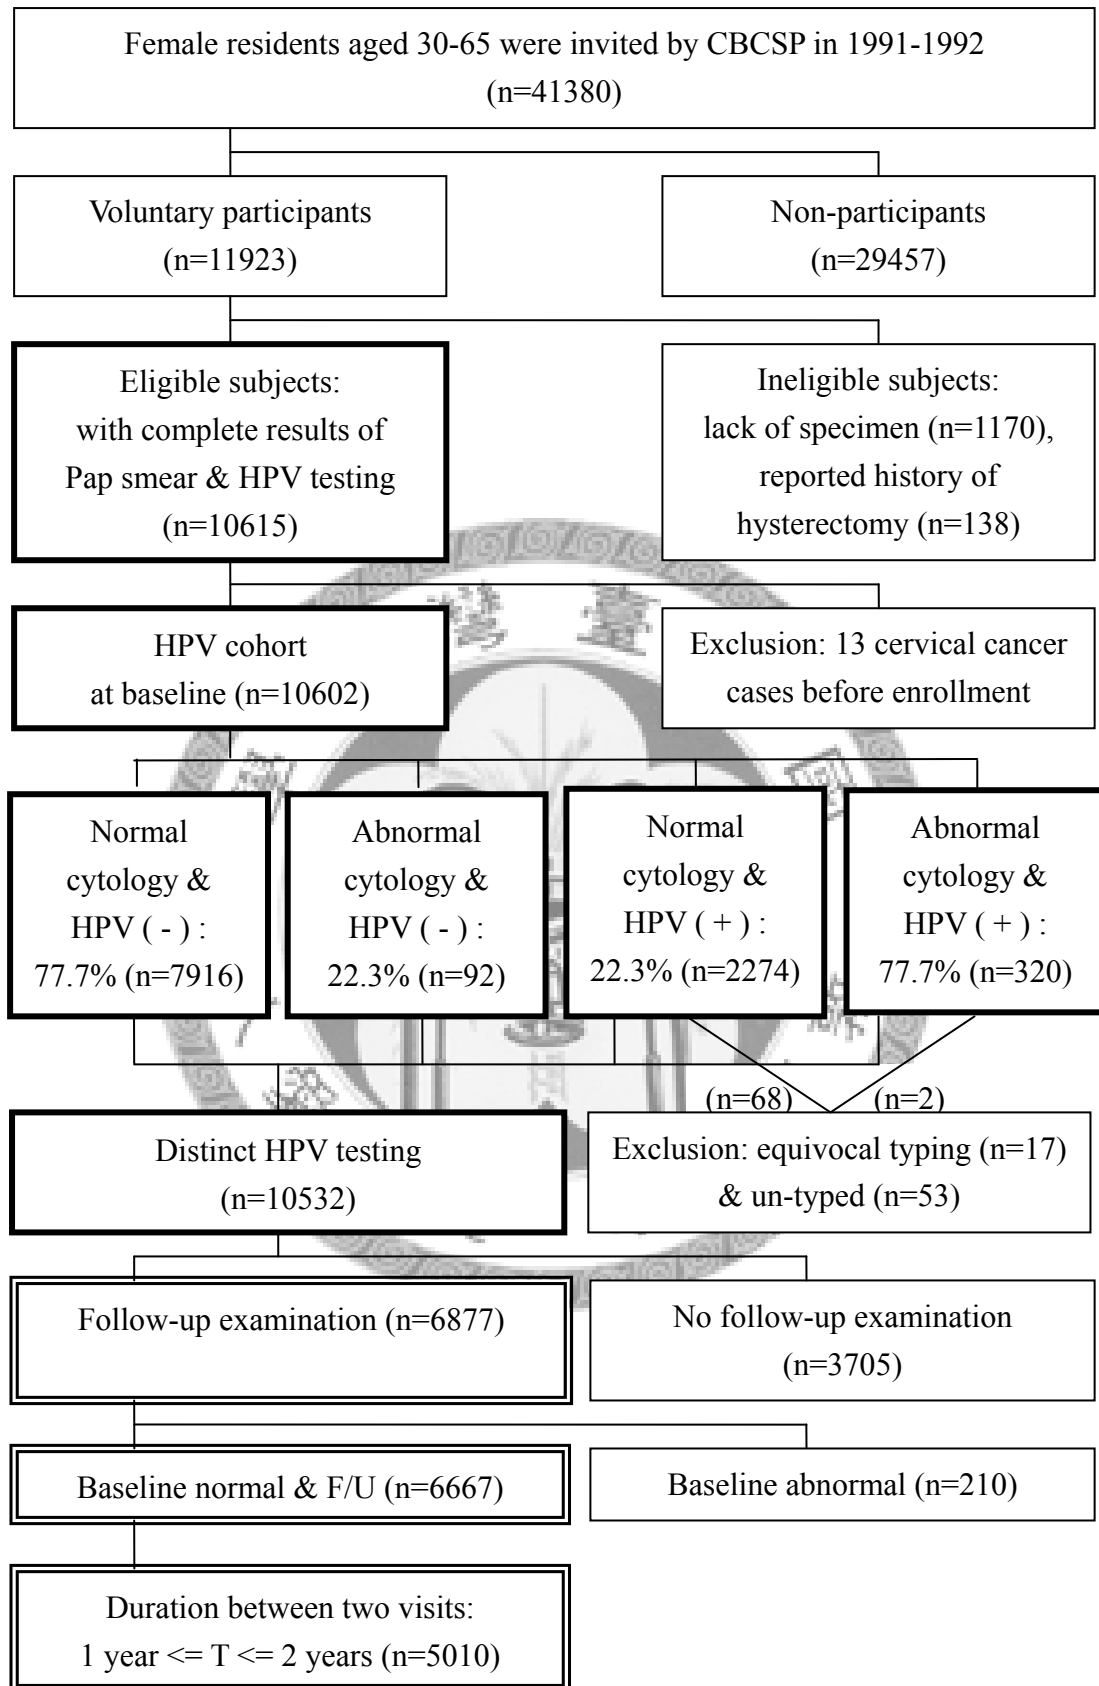 Female residents aged 30-65 were invited by CBCSP in 1991-1992
(n=41380)
Voluntary participants
(n=11923)
Non-participants
(n=29457)
Eligible subjects:
with complete results of
Pap smear & HPV testing
(n=10615)
Ineligible subjects:
lack of specimen (n=1170),
reported history of
hysterectomy (n=138)
HPV cohort
at baseline (n=10602)
Exclusion: 13 cervical cancer
cases before enrollment
Normal
cytology &
HPV ( - ) :
77.7% (n=7916)
Abnormal
cytology &
HPV ( - ) :
22.3% (n=92)
Normal
cytology &
HPV ( + ) :
22.3% (n=2274)
Abnormal
cytology &
HPV ( + ) :
77.7% (n=320)
(n=68)
(n=2)
Distinct HPV testing
(n=10532)
Exclusion: equivocal typing (n=17)
& un-typed (n=53)
Follow-up examination (n=6877)
No follow-up examination
(n=3705)
Baseline normal & F/U (n=6667)
Baseline abnormal (n=210)
Duration between two visits:
1 year <= T <= 2 years (n=5010)